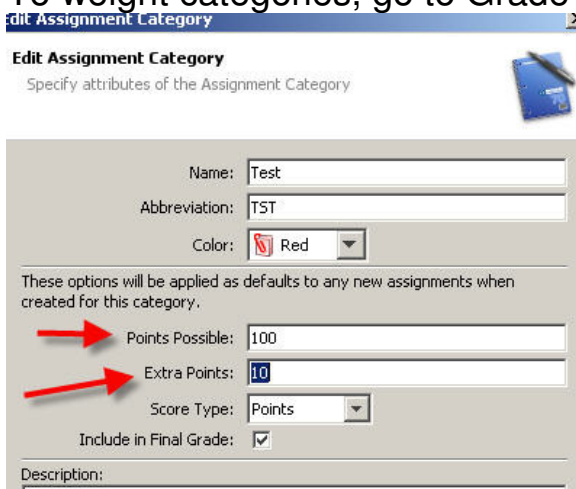 To weight categories, go to Grade
Edit Assignment Category
Edit Assignment Category
Specify attributes of the Assignment Category
Name: Test
Abbreviation: TST
Color: Red
These options will be applied as defaults to any new assignments when
created for this category.
Points Possible: 100
Extra Points: 10
Score Type: Points
Include in Final Grade:
Description: